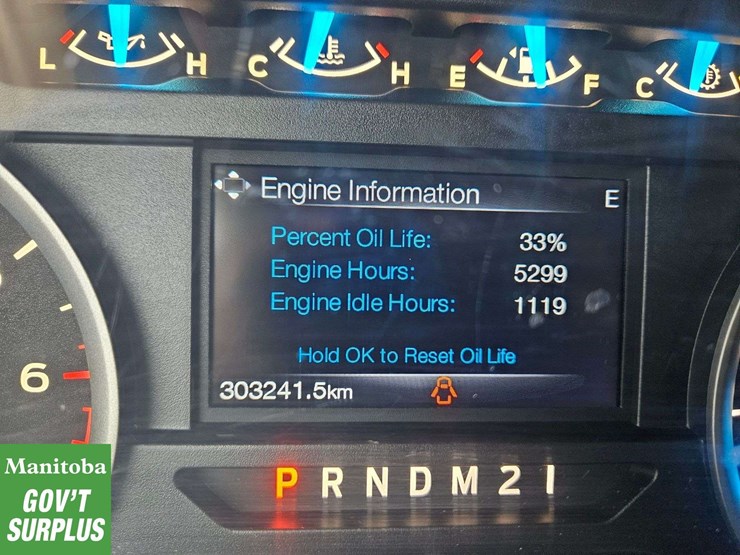 L H C H E F C
Engine Information E
Percent Oil Life: 33%
Engine Hours: 5299
Engine Idle Hours: 1119
Hold OK to Reset Oil Life
303241.5km
6
P R N D M 2 1
Manitoba
GOV'T
SURPLUS